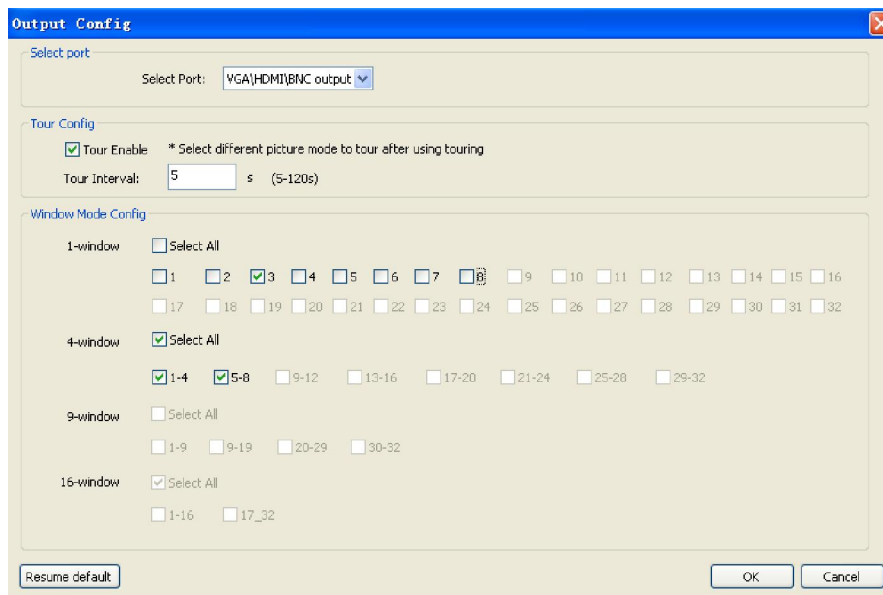 Output Config
Select port
Select Port: VGA\HDMI\BNC output
Tour Config
Tour Enable * Select different picture mode to tour after using touring
Tour Interval: 5 s (5-120s)
Window Mode Config
1-window Select All
1 2 3 4 5 6 7 8 9 10 11 12 13 14 15 16
17 18 19 20 21 22 23 24 25 26 27 28 29 30 31 32
4-window Select All
1-4 5-8 9-12 13-16 17-20 21-24 25-28 29-32
9-window Select All
1-9 9-19 20-29 30-32
16-window Select All
1-16 17_32
Resume default OK Cancel